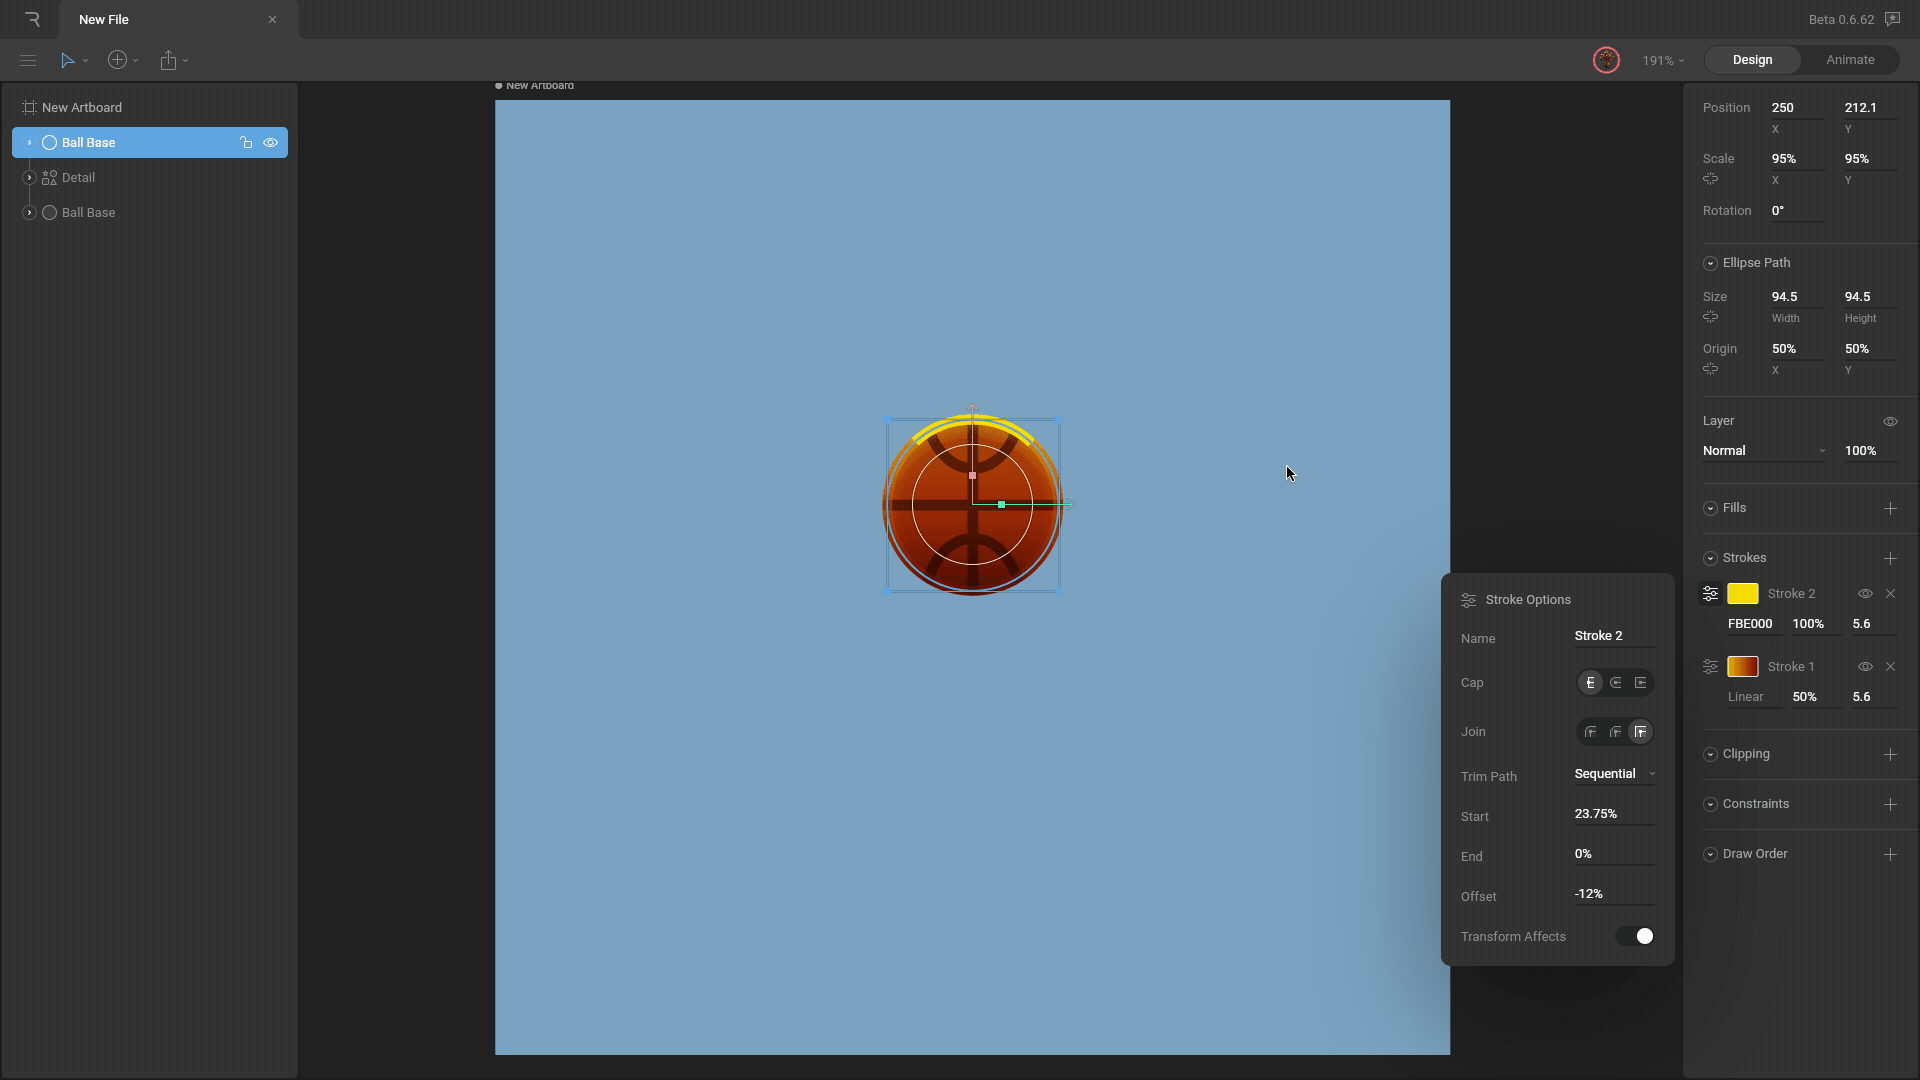 New File
Beta 0.6.62
191%
Design
Animate
New Artboard
Ball Base
Detail
Ball Base
New Artboard
Position 250 212.1
X Y
Scale 95% 95%
X Y
Rotation 0°
Ellipse Path
Size 94.5 94.5
Width Height
Origin 50% 50%
X Y
Layer
Normal 100%
Fills
Strokes
Stroke 2
FBE000 100% 5.6
Stroke 1
Linear 50% 5.6
Clipping
Constraints
Draw Order
Stroke Options
Name Stroke 2
Cap
Join
Trim Path Sequential
Start 23.75%
End 0%
Offset -12%
Transform Affects